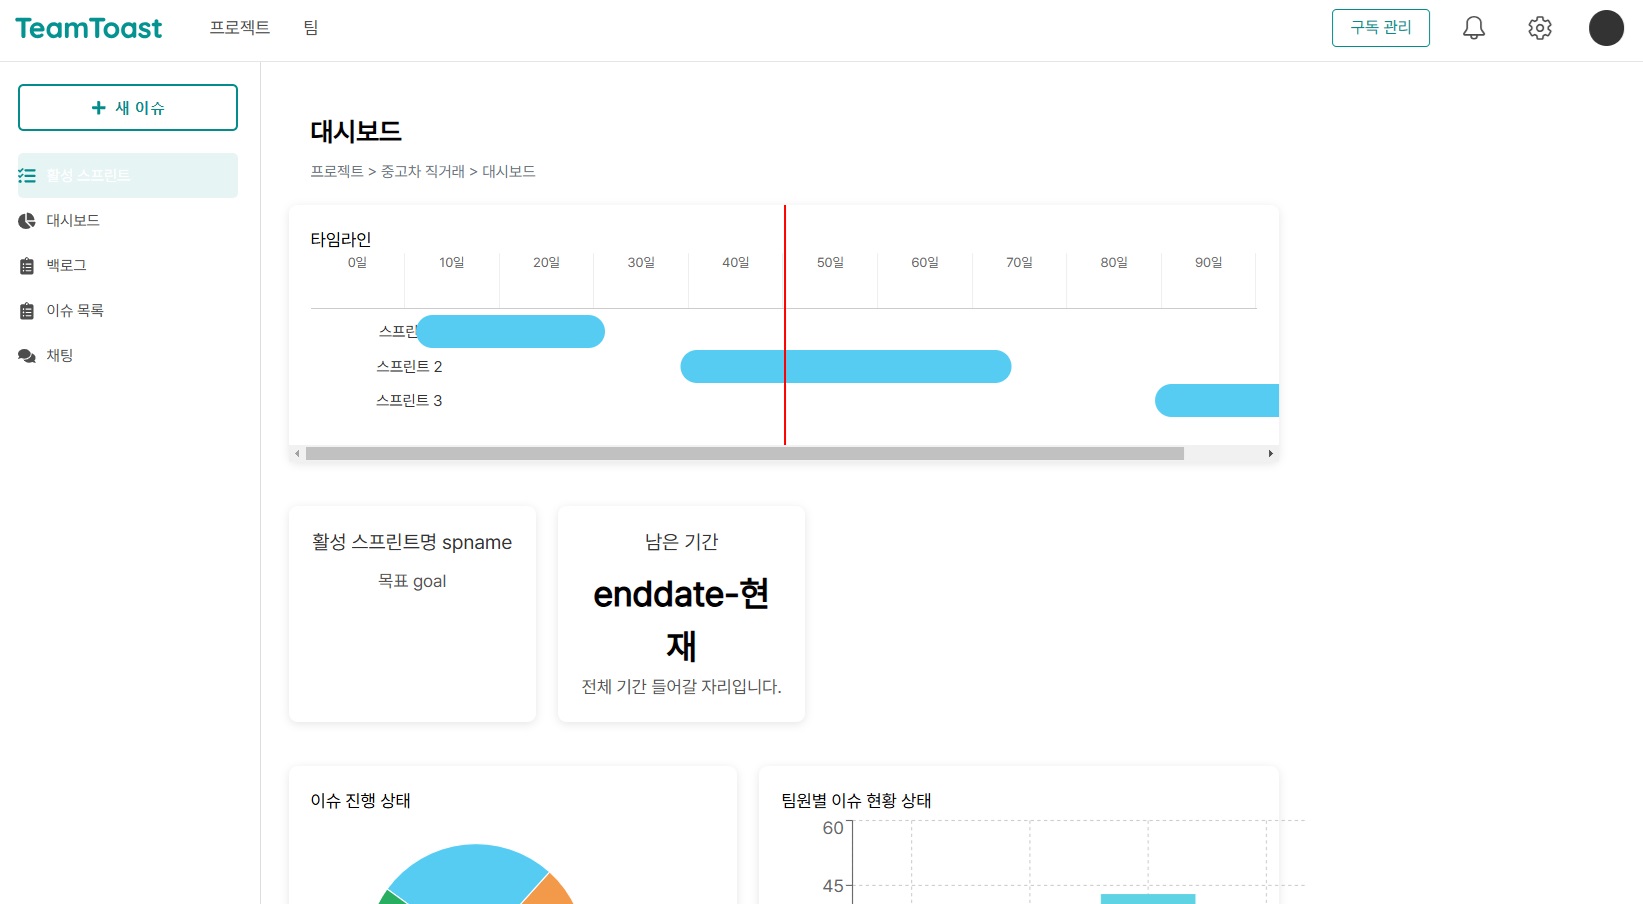 TeamToast
프로젝트
팀
구독 관리
새 이슈
활성 스프린트
대시보드
백로그
이슈 목록
채팅
대시보드
프로젝트 > 중고차 직거래 > 대시보드
타임라인
0일 10일 20일 30일 40일 50일 60일 70일 80일 90일
스프린
스프린트 2
스프린트 3
활성 스프린트명 spname
목표 goal
남은 기간
enddate-현
재
전체 기간 들어갈 자리입니다.
이슈 진행 상태
팀원별 이슈 현황 상태
60
45